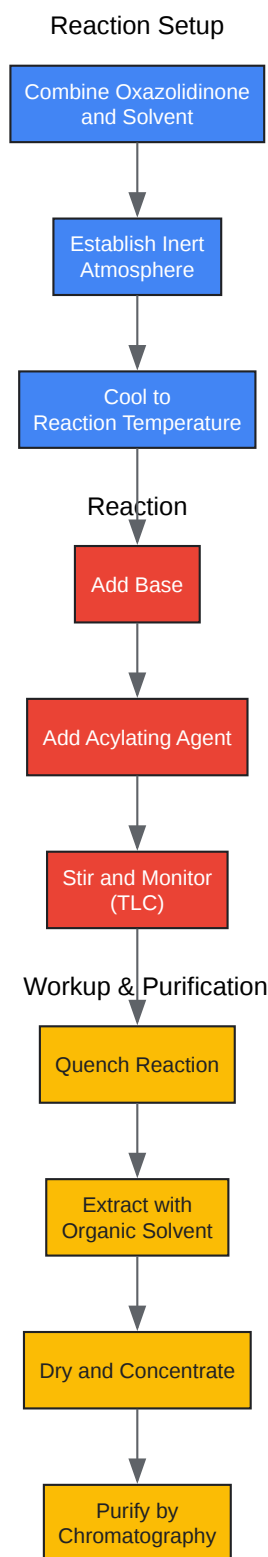 Reaction Setup
Combine Oxazolidinone
and Solvent
Establish Inert
Atmosphere
Cool to
Reaction Temperature
Reaction
Add Base
Add Acylating Agent
Stir and Monitor
(TLC)
Workup & Purification
Quench Reaction
Extract with
Organic Solvent
Dry and Concentrate
Purify by
Chromatography